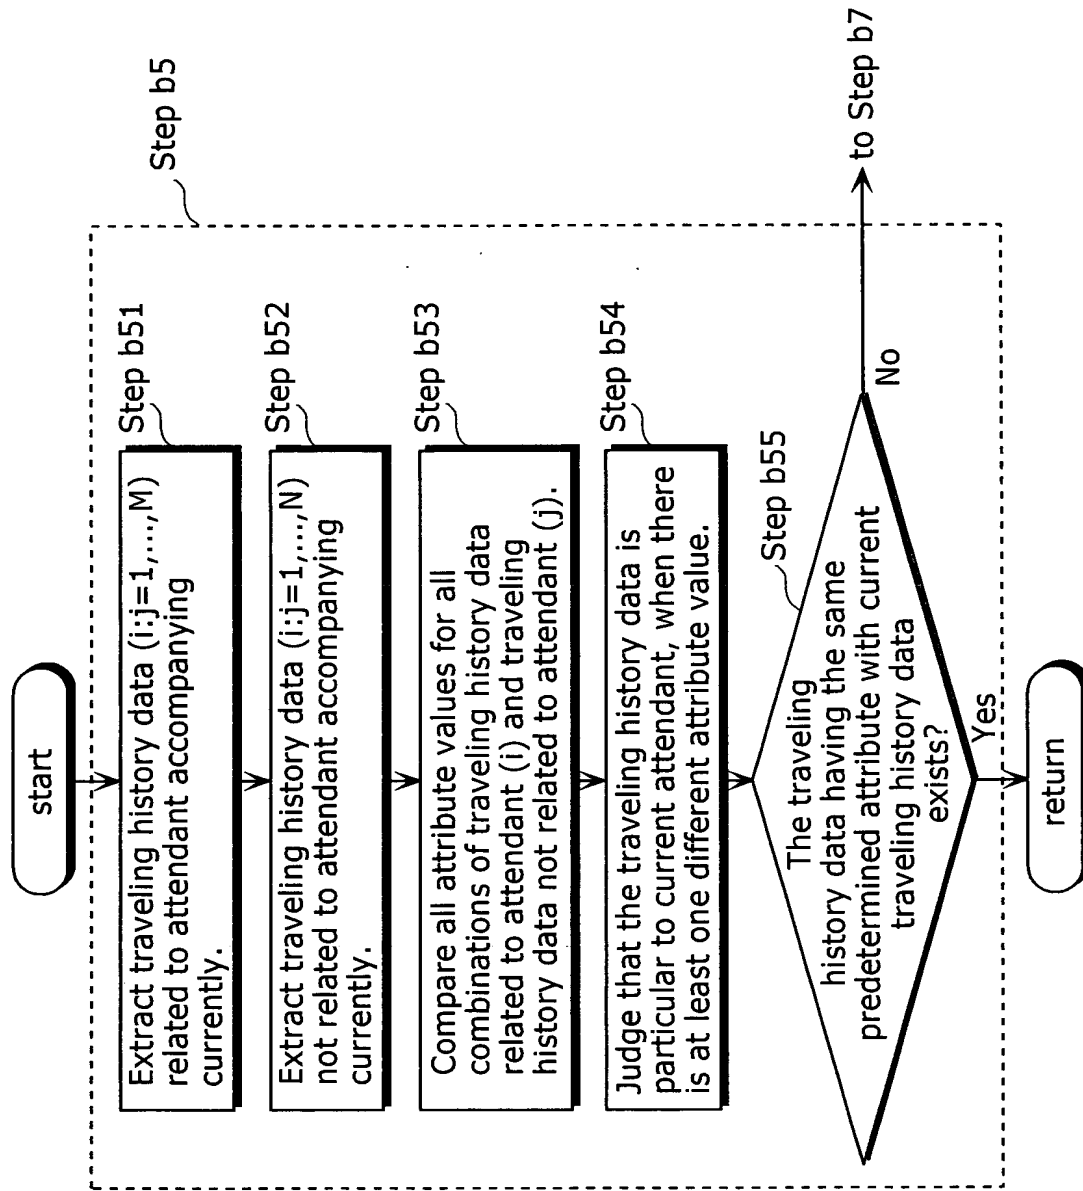 start
Step b5
Step b51
Extract traveling history data (i:j=1,...,M)
related to attendant accompanying
currently.
Step b52
Extract traveling history data (i:j=1,...,N)
not related to attendant accompanying
currently.
Step b53
Compare all attribute values for all
combinations of traveling history data
related to attendant (i) and traveling
history data not related to attendant (j).
Step b54
Judge that the traveling history data is
particular to current attendant, when there
is at least one different attribute value.
Step b55
The traveling
history data having the same
predetermined attribute with current
traveling history data
exists?
No
to Step b7
Yes
return